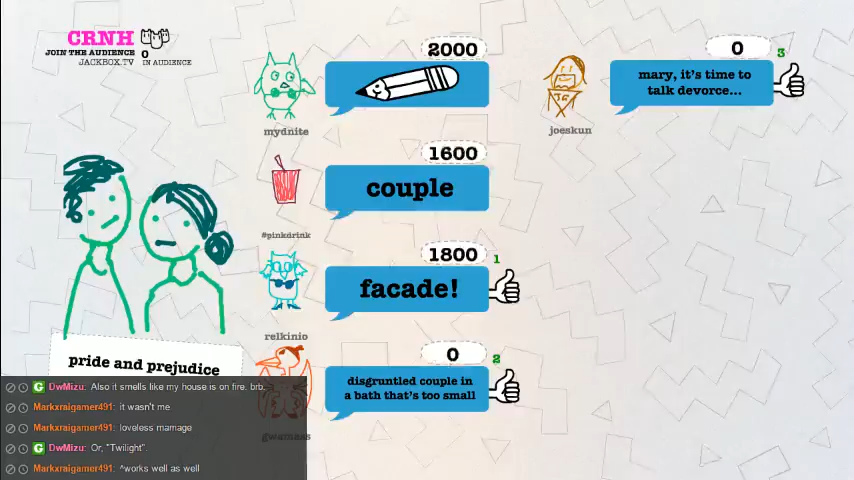 CRNH
JOIN THE AUDIENCE
JACKBOX.TV
0
IN AUDIENCE
2000
mydnite
0
3
mary, it's time to
talk devorce...
joeskun
1600
couple
#pinkdrink
1800
1
facade!
relkinio
0
2
disgruntled couple in
a bath that's too small
pride and prejudice
G DwMizu: Also it smells like my house is on fire. brb.
Markxraigamer491: it wasn't me
Markxraigamer491: loveless marriage
G DwMizu: Or, "Twilight".
Markxraigamer491: ^works well as well